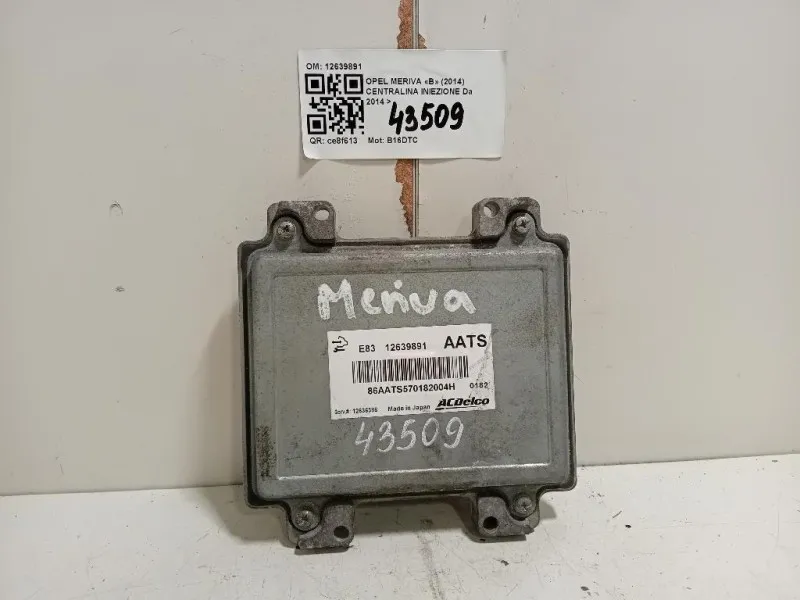 OM: 12639891
OPEL MERIVA «B» (2014)
CENTRALINA INIEZIONE Da
2014 >
43509
QR: ce8f613 Mot: B16DTC
Meriva
E83 12639891 AATS
86AATS570182004H 0182
Made in Japan ACDelco
43509